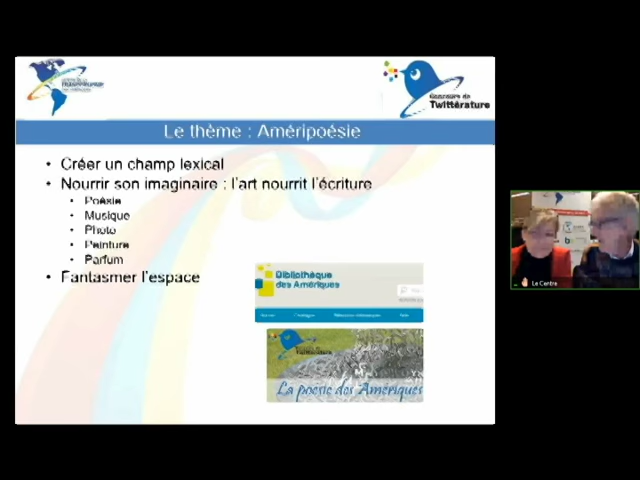 Concours de
Twittérature
Le thème : Améripoésie
• Créer un champ lexical
• Nourrir son imaginaire : l'art nourrit l'écriture
• Poésie
• Musique
• Photo
• Peinture
• Parfum
• Fantasmer l'espace
Bibliothèque
des Amériques
La poésie des Amériques
Le Centre